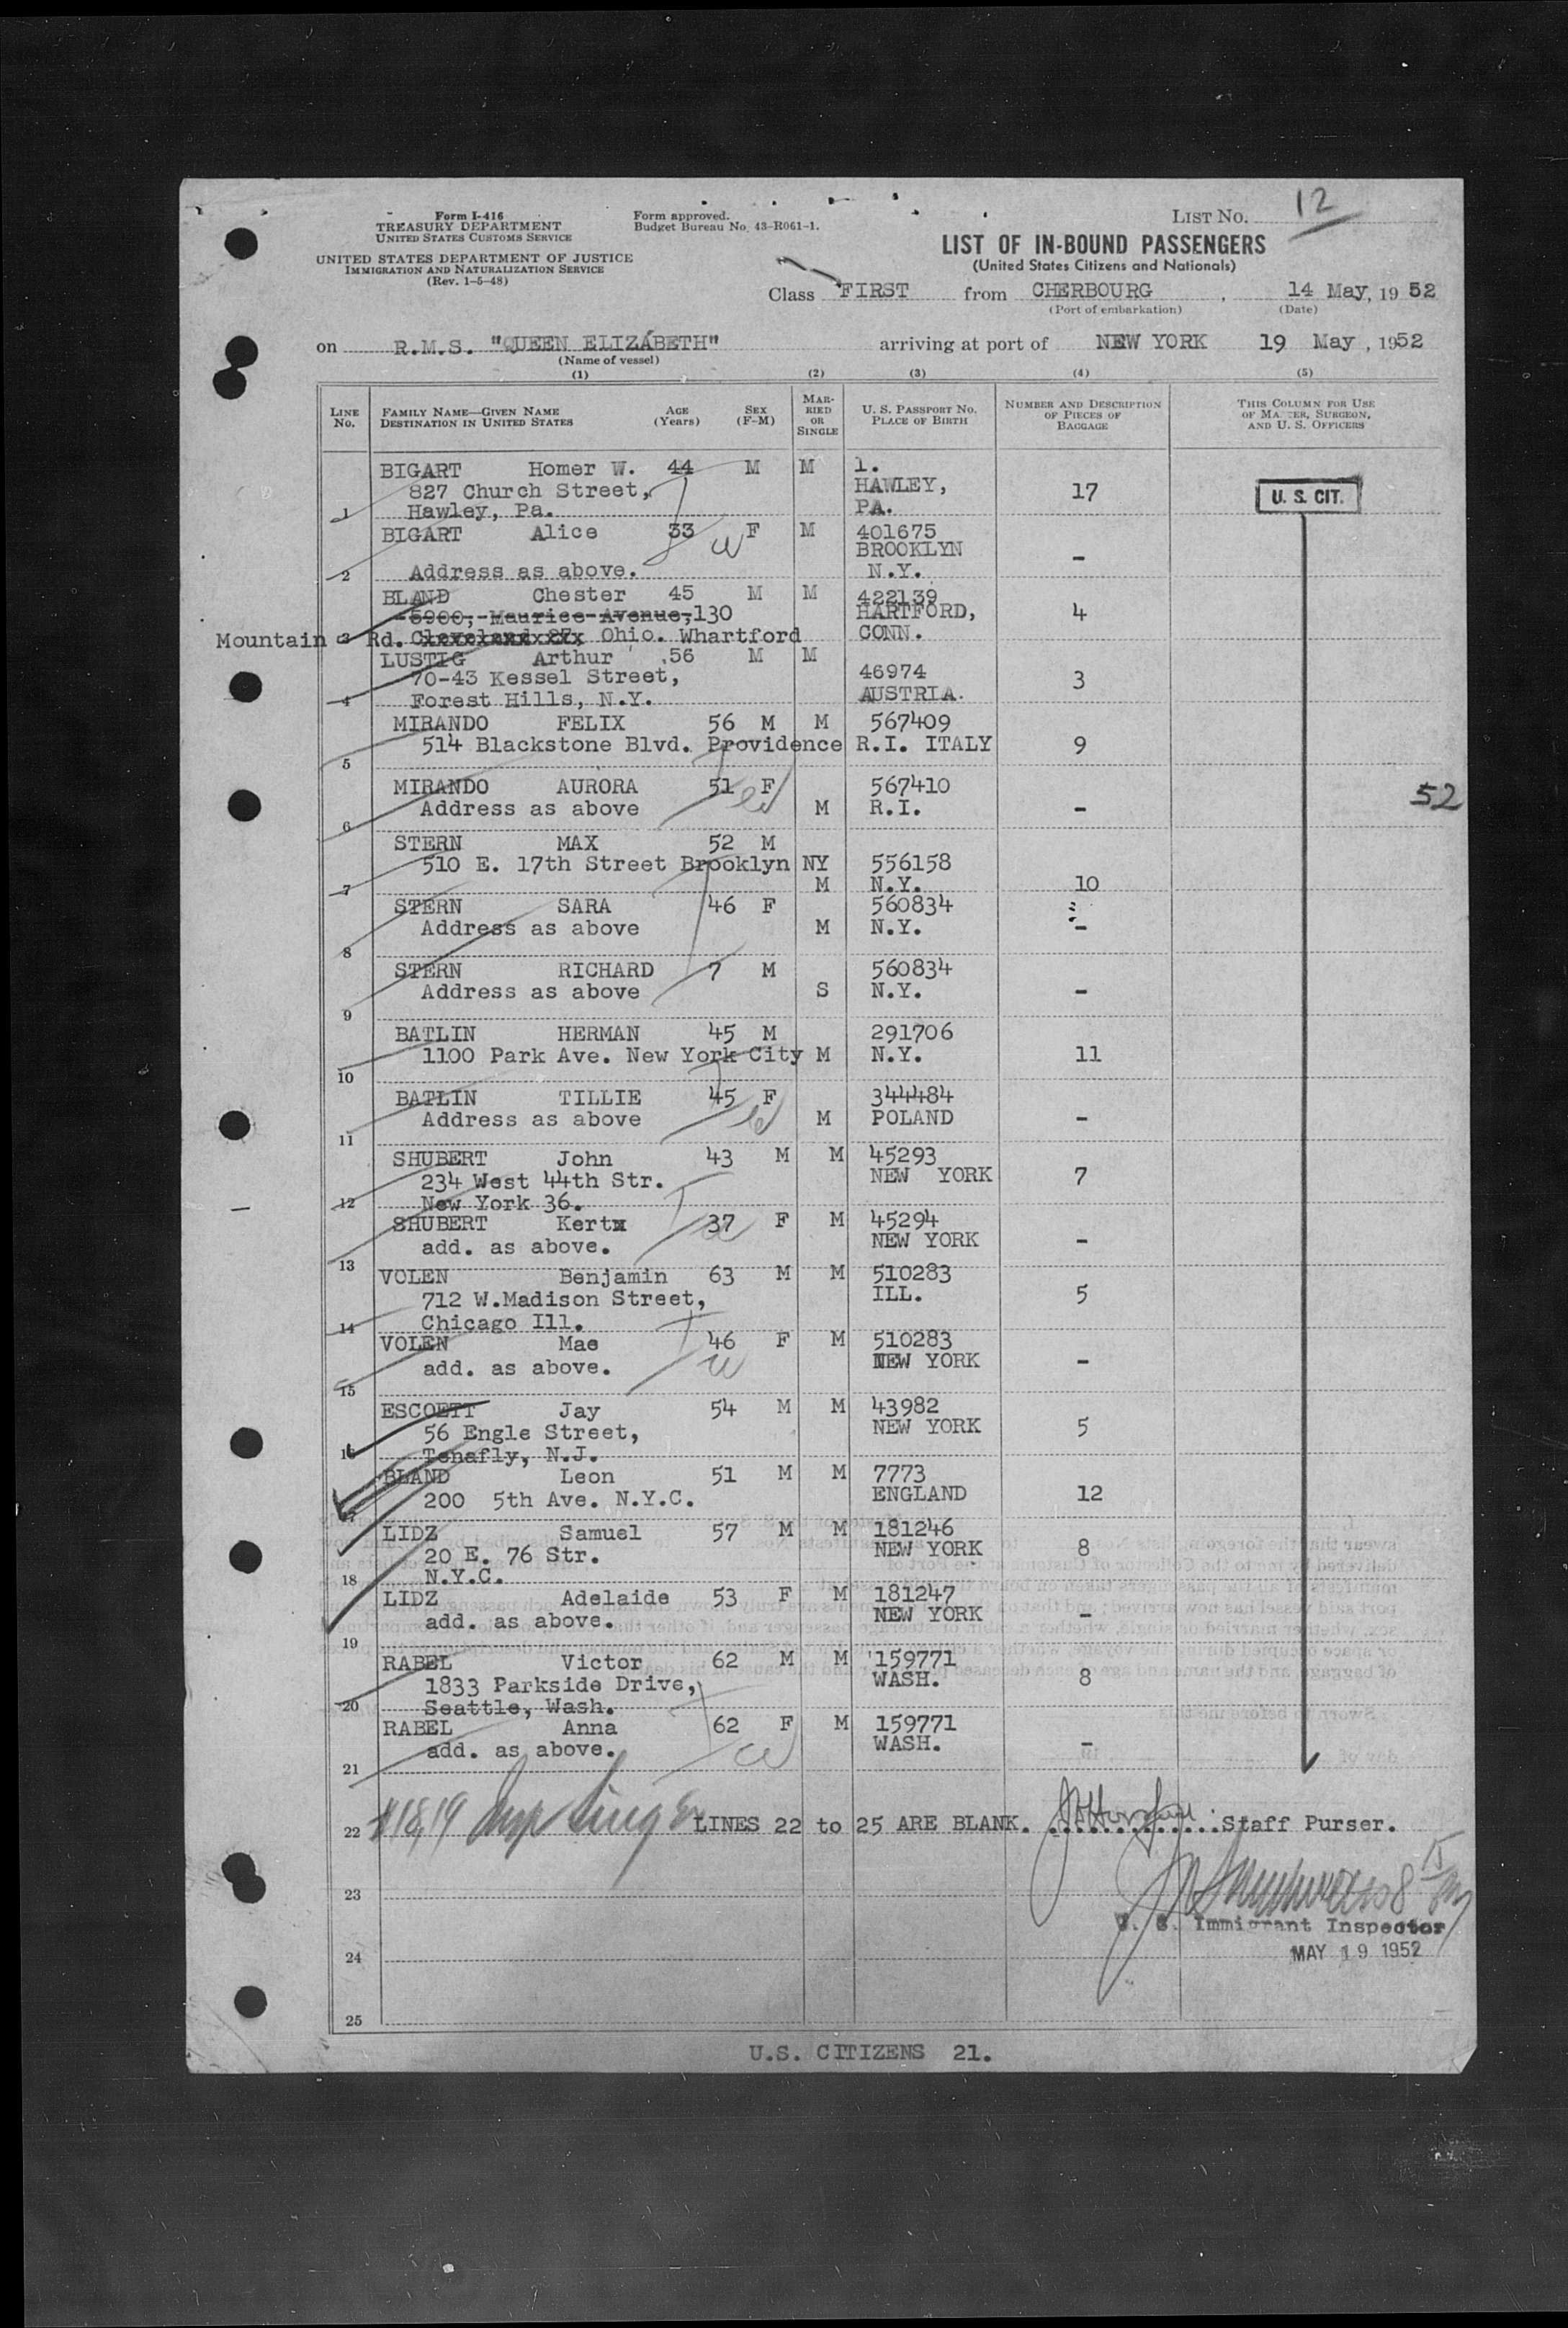 12
Form I-416
TREASURY DEPARTMENT
UNITED STATES CUSTOMS SERVICE
UNITED STATES DEPARTMENT OF JUSTICE
IMMIGRATION AND NATURALIZATION SERVICE
(Rev. 1-5-48)
Form approved.
Budget Bureau No. 43-R061-1.
LIST NO.
LIST OF IN-BOUND PASSENGERS
(United States Citizens and Nationals)
Class FIRST from CHERBOURG, 14 May, 1952
(Port of embarkation) (Date)
on R.M.S. "QUEEN ELIZABETH" arriving at port of NEW YORK 19 May, 1952
(Name of vessel)
(1) (2) (3) (4) (5)
LINE No. FAMILY NAME—GIVEN NAME DESTINATION IN UNITED STATES AGE (Years) SEX (F-M) MARRIED OR SINGLE U. S. PASSPORT NO. PLACE OF BIRTH NUMBER AND DESCRIPTION OF PIECES OF BAGGAGE THIS COLUMN FOR USE OF MASTER, SURGEON, AND U. S. OFFICERS
BIGART Homer W. 44 M M 1.
827 Church Street, HAWLEY, 17 U. S. CIT.
1 Hawley, Pa. PA.
BIGART Alice 33 F M 401675
W BROOKLYN -
2 Address as above. N.Y.
BLAND Chester 45 M M 422139
5900, Maurice Avenue, 130 HARTFORD, 4
Mountain 3 Rd. Cleveland 27, Ohio. Whartford CONN.
LUSTIG Arthur 56 M M
70-43 Kessel Street, 46974 3
4 Forest Hills, N.Y. AUSTRIA.
MIRANDO FELIX 56 M M 567409
514 Blackstone Blvd. Providence R.I. ITALY 9
5
MIRANDO AURORA 51 F 567410
52
Address as above M R.I. -
6
STERN MAX 52 M
510 E. 17th Street Brooklyn NY 556158
7 M N.Y. 10
STERN SARA 46 F 560834
Address as above M N.Y. -
8
STERN RICHARD 7 M 560834
Address as above S N.Y. -
9
BATLIN HERMAN 45 M 291706
1100 Park Ave. New York City M N.Y. 11
10
BATLIN TILLIE 45 F 344484
Address as above M POLAND -
11
SHUBERT John 43 M M 45293
234 West 44th Str. NEW YORK 7
12 New York 36.
SHUBERT Kertx 37 F M 45294
add. as above. NEW YORK -
13
VOLEN Benjamin 63 M M 510283
712 W.Madison Street, ILL. 5
14 Chicago Ill.
VOLEN Mae 46 F M 510283
add. as above. W NEW YORK -
15
ESCOETT Jay 54 M M 43982
56 Engle Street, NEW YORK 5
16 Tenafly, N.J.
BLAND Leon 51 M M 7773
200 5th Ave. N.Y.C. ENGLAND 12
17
LIDZ Samuel 57 M M 181246
20 E. 76 Str. NEW YORK 8
18 N.Y.C.
LIDZ Adelaide 53 F M 181247
add. as above. NEW YORK -
19
RABEL Victor 62 M M 159771
1833 Parkside Drive, WASH. 8
20 Seattle, Wash.
RABEL Anna 62 F M 159771
add. as above. W WASH. -
21
22 #18,19 LINES 22 to 25 ARE BLANK. Staff Purser.
23
U. S. Immigrant Inspector
24 MAY 19 1952
25
U.S. CITIZENS 21.